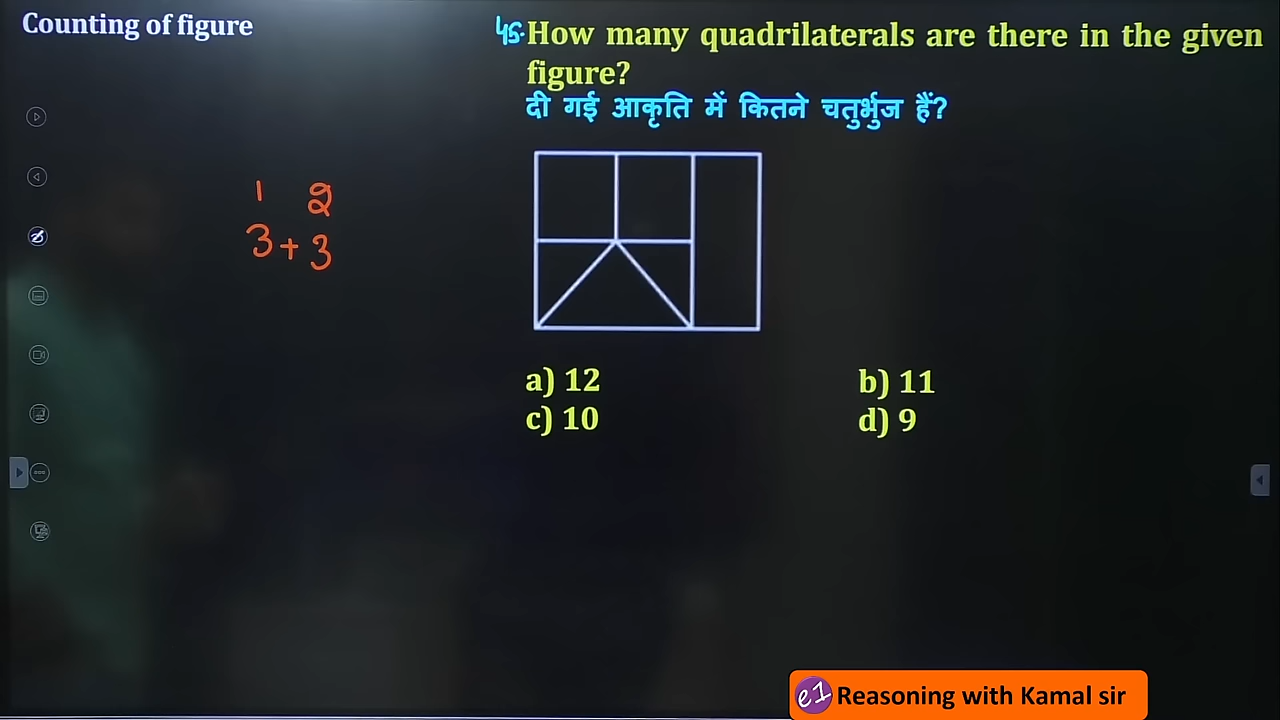 Counting of figure
45. How many quadrilaterals are there in the given
figure?
दी गई आकृति में कितने चतुर्भुज हैं?
1 2
3+3
a) 12
b) 11
c) 10
d) 9
e1 Reasoning with Kamal sir